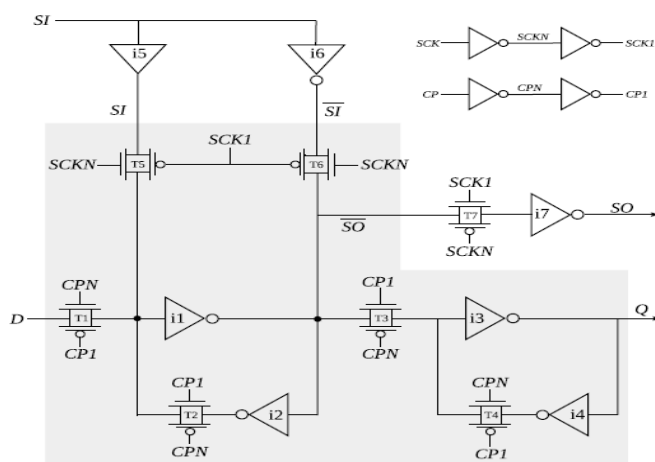 SI
i5
i6
SCK
SCKN
SCK1
CP
CPN
CP1
SI
SI
SCK1
SCKN
T5
T6
SCKN
SCK1
T7
i7
SO
SO
SCKN
CPN
CP1
D
T1
i1
T3
i3
Q
CP1
CPN
CP1
CPN
T2
i2
T4
i4
CPN
CP1